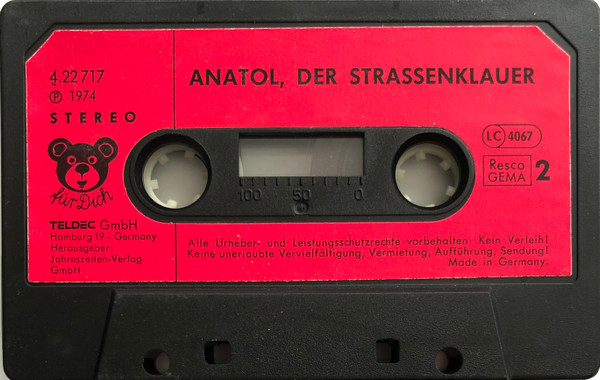 4.22717
ANATOL, DER STRASSENKLAUER
Ⓟ 1974
STEREO
LC 4067
Resco
GEMA
2
100 50 0
für Dich
TELDEC GmbH
Hamburg 19 - Germany
Herausgeber
Jahreszeiten-Verlag
GmbH
Alle Urheber- und Leistungsschutzrechte vorbehalten. Kein Verleih!
Keine unerlaubte Vervielfältigung, Vermietung, Aufführung, Sendung!
Made in Germany.